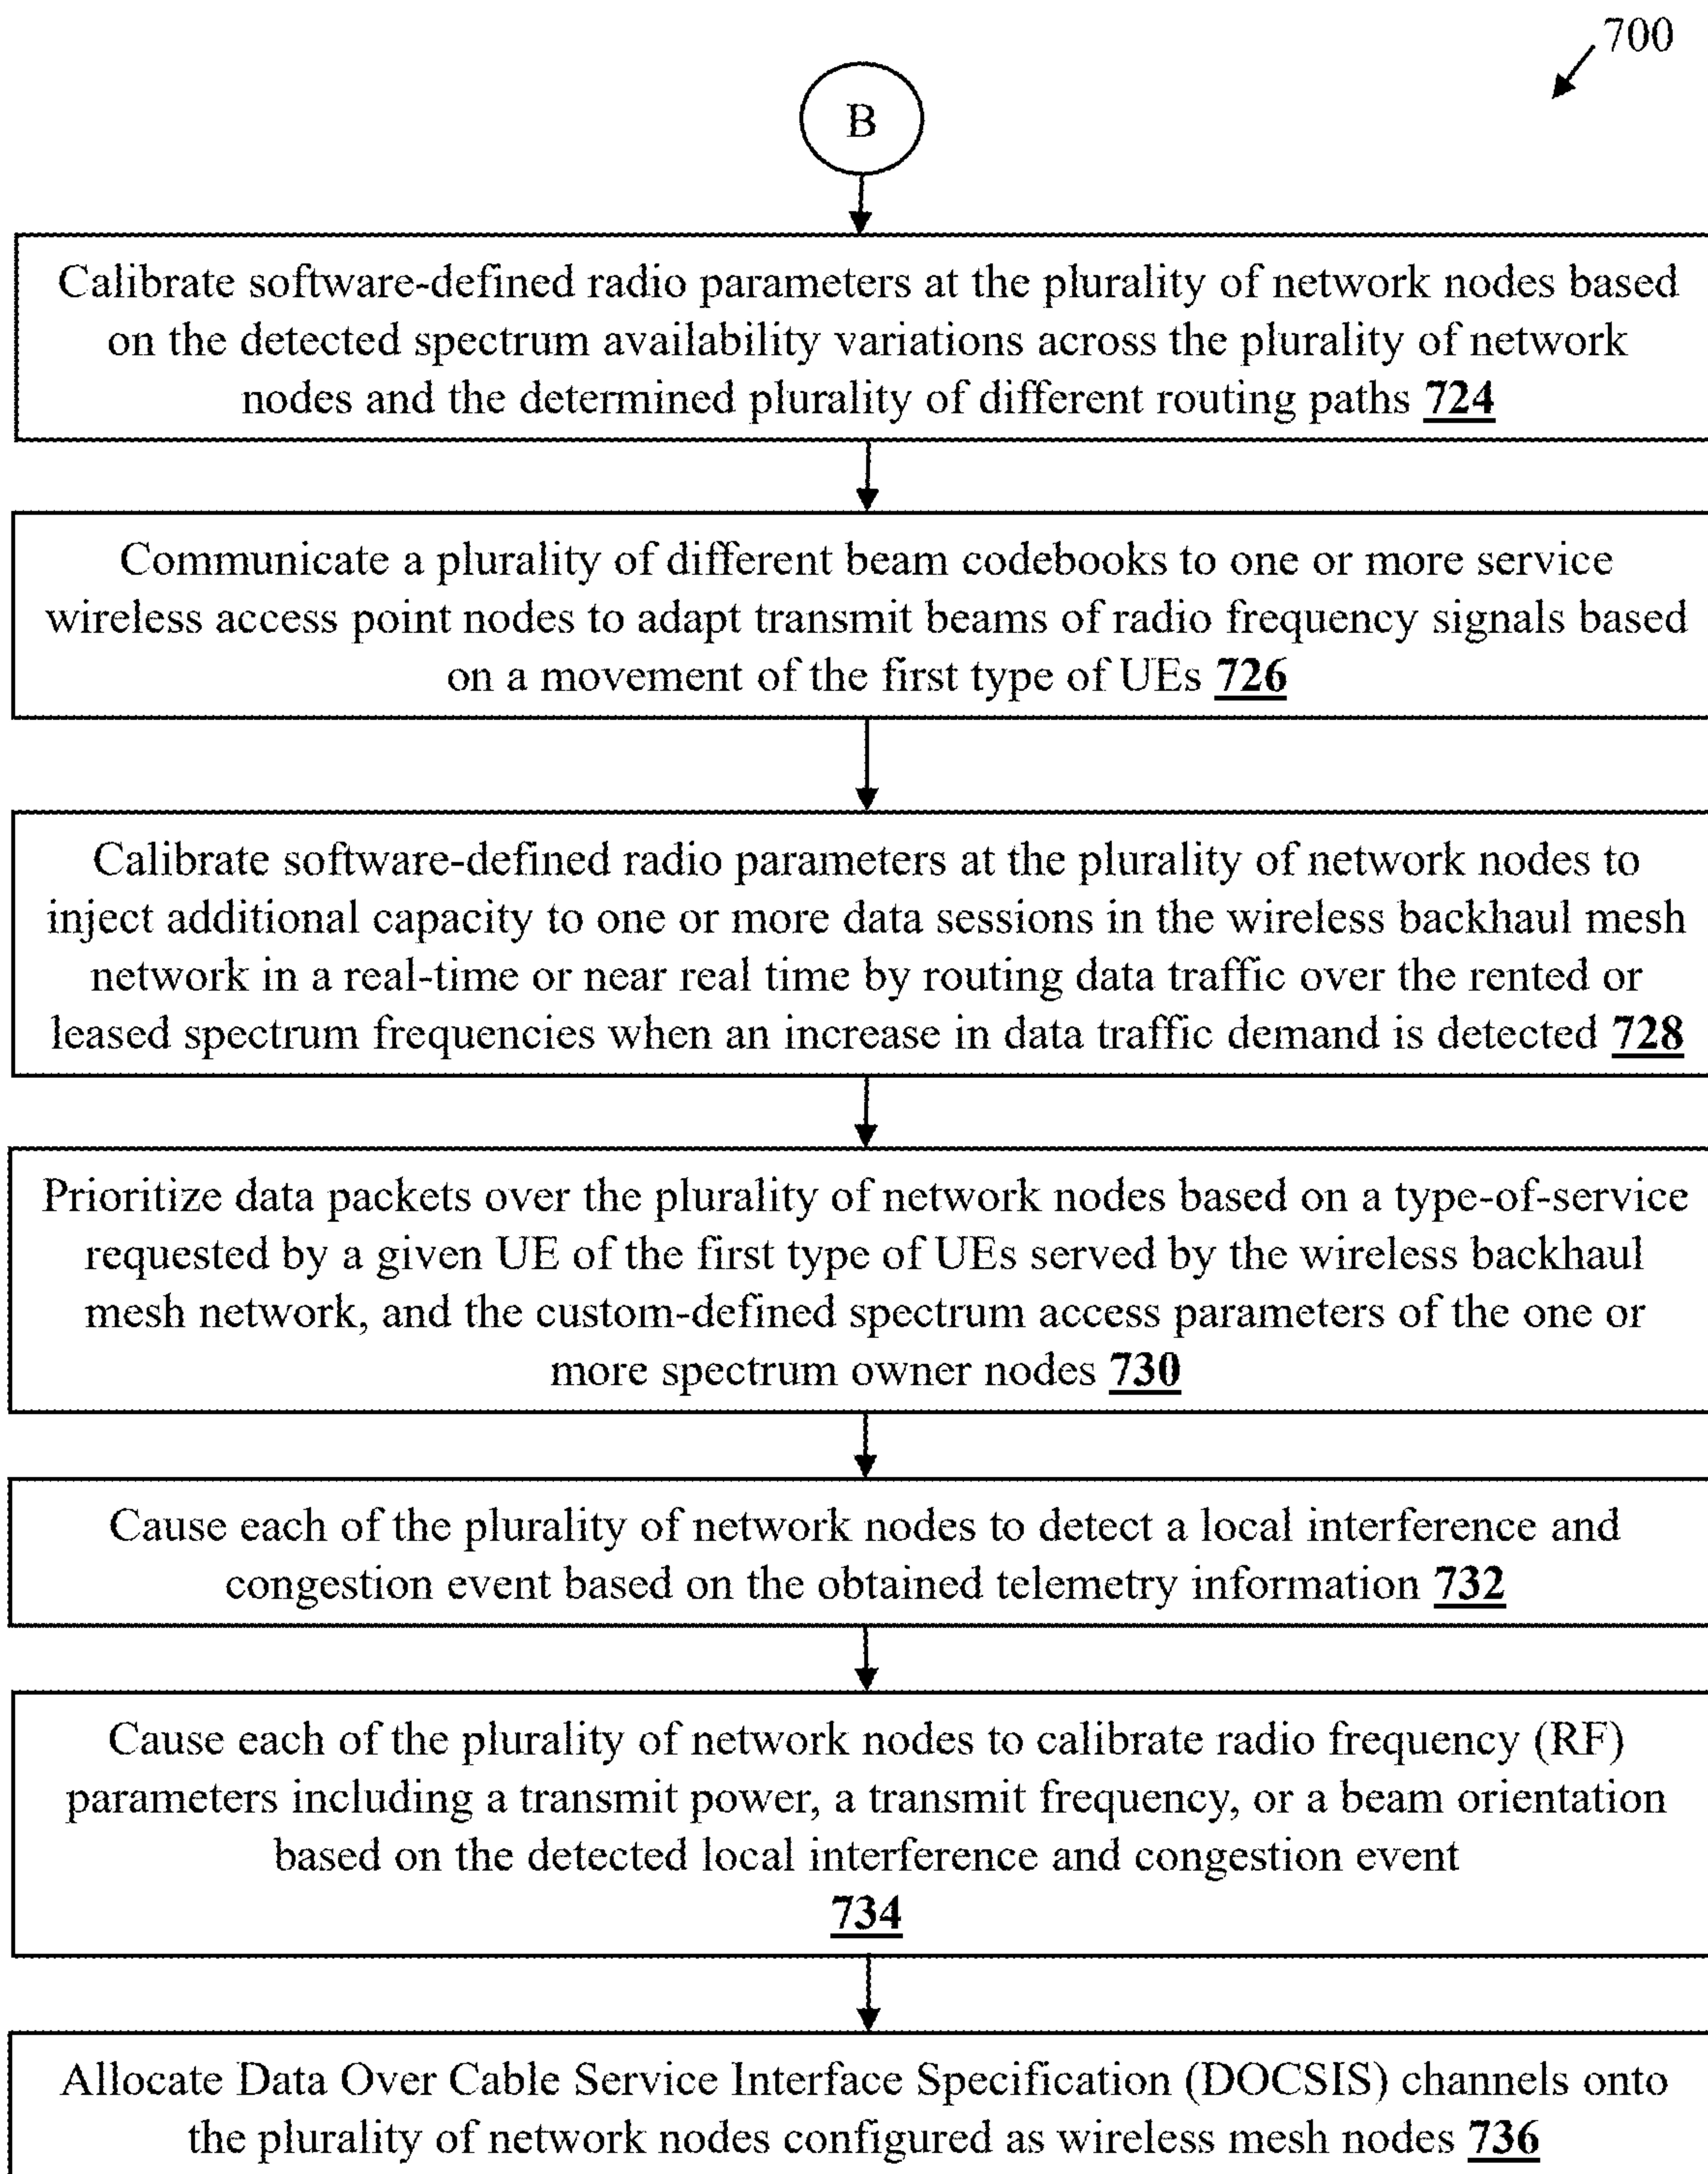 700
B
Calibrate software-defined radio parameters at the plurality of network nodes based
on the detected spectrum availability variations across the plurality of network
nodes and the determined plurality of different routing paths 724
Communicate a plurality of different beam codebooks to one or more service
wireless access point nodes to adapt transmit beams of radio frequency signals based
on a movement of the first type of UEs 726
Calibrate software-defined radio parameters at the plurality of network nodes to
inject additional capacity to one or more data sessions in the wireless backhaul mesh
network in a real-time or near real time by routing data traffic over the rented or
leased spectrum frequencies when an increase in data traffic demand is detected 728
Prioritize data packets over the plurality of network nodes based on a type-of-service
requested by a given UE of the first type of UEs served by the wireless backhaul
mesh network, and the custom-defined spectrum access parameters of the one or
more spectrum owner nodes 730
Cause each of the plurality of network nodes to detect a local interference and
congestion event based on the obtained telemetry information 732
Cause each of the plurality of network nodes to calibrate radio frequency (RF)
parameters including a transmit power, a transmit frequency, or a beam orientation
based on the detected local interference and congestion event
734
Allocate Data Over Cable Service Interface Specification (DOCSIS) channels onto
the plurality of network nodes configured as wireless mesh nodes 736